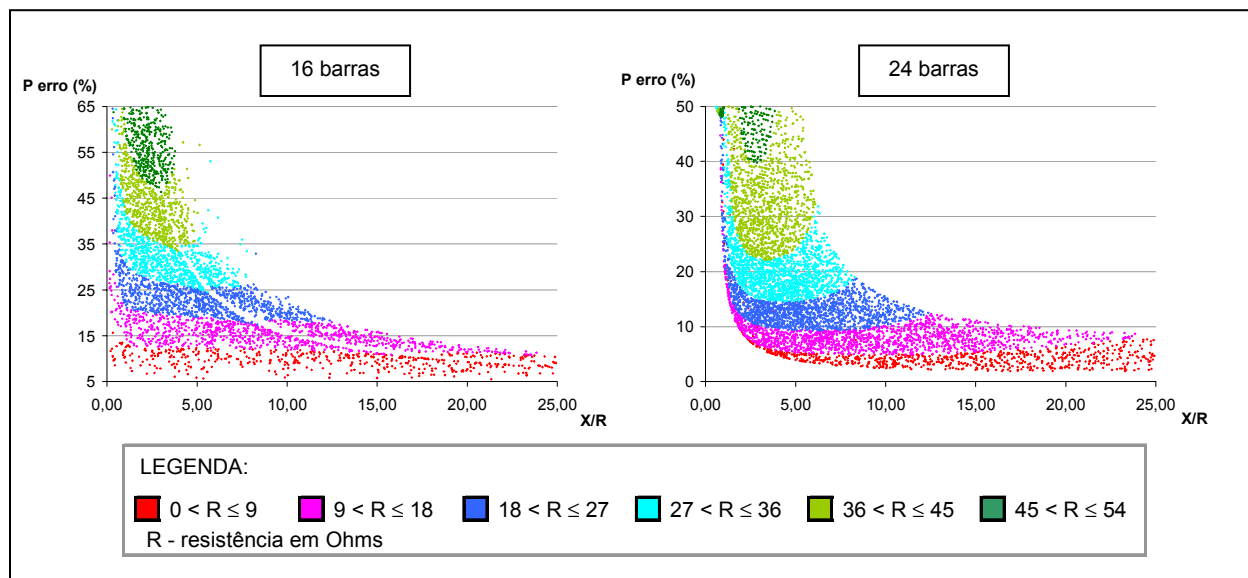 16 barras
P erro (%)
65
55
45
35
25
15
5
0,00 5,00 10,00 15,00 20,00 25,00
X/R
24 barras
P erro (%)
50
40
30
20
10
0
0,00 5,00 10,00 15,00 20,00 25,00
X/R
LEGENDA:
0 < R ≤ 9 9 < R ≤ 18 18 < R ≤ 27 27 < R ≤ 36 36 < R ≤ 45 45 < R ≤ 54
R - resistência em Ohms